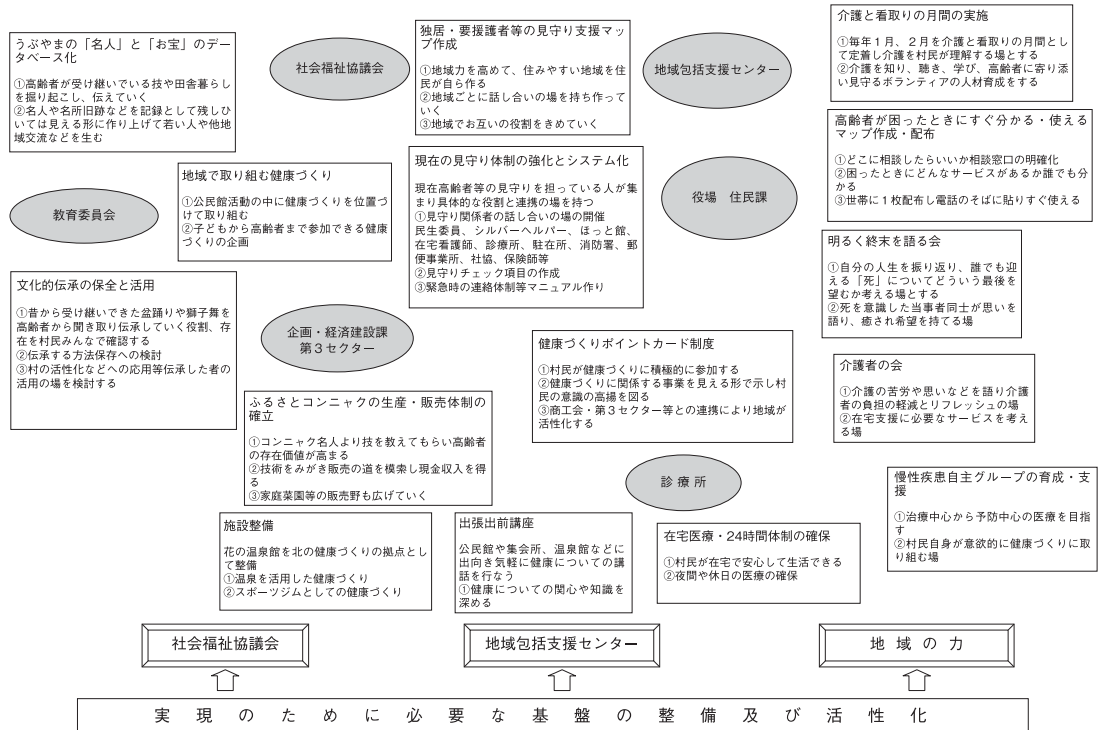 うぶやまの「名人」と「お宝」のデー
タベース化
①高齢者が受け継いでいる技や田舎暮らし
を掘り起こし、伝えていく
②名人や名所旧跡などを記録として残しひ
いては見える形に作り上げて若い人や他地
域交流などを生む
社会福祉協議会
独居・要援護者等の見守り支援マッ
プ作成
①地域力を高めて、住みやすい地域を住
民が自ら作る
②地域ごとに話し合いの場を持ち作って
いく
③地域でお互いの役割をきめていく
地域包括支援センター
介護と看取りの月間の実施
①毎年１月、２月を介護と看取りの月間とし
て定着し介護を村民が理解する場とする
②介護を知り、聴き、学び、高齢者に寄り添
い見守るボランティアの人材育成をする
高齢者が困ったときにすぐ分かる・使える
マップ作成・配布
①どこに相談したらいいか相談窓口の明確化
②困ったときにどんなサービスがあるか誰でも分
かる
③世帯に１枚配布し電話のそばに貼りすぐ使える
教育委員会
地域で取り組む健康づくり
①公民館活動の中に健康づくりを位置づ
けて取り組む
②子どもから高齢者まで参加できる健康
づくりの企画
現在の見守り体制の強化とシステム化
現在高齢者等の見守りを担っている人が集
まり具体的な役割と連携の場を持つ
①見守り関係者の話し合いの場の開催
民生委員、シルバーヘルパー、ほっと館、
在宅看護師、診療所、駐在所、消防署、郵
便事業所、社協、保険師等
②見守りチェック項目の作成
③緊急時の連絡体制等マニュアル作り
役場　住民課
明るく終末を語る会
①自分の人生を振り返り、誰でも迎
える「死」についてどういう最後を
望むか考える場とする
②死を意識した当事者同士が思いを
語り、癒され希望を持てる場
文化的伝承の保全と活用
①昔から受け継いできた盆踊りや獅子舞を
高齢者から聞き取り伝承していく役割、存
在を村民みんなで確認する
②伝承する方法保存への検討
③村の活性化などへの応用等伝承した者の
活用の場を検討する
企画・経済建設課
第３セクター
健康づくりポイントカード制度
①村民が健康づくりに積極的に参加する
②健康づくりに関係する事業を見える形で示し村
民の意識の高揚を図る
③商工会・第３セクター等との連携により地域が
活性化する
介護者の会
①介護の苦労や思いなどを語り介護
者の負担の軽減とリフレッシュの場
②在宅支援に必要なサービスを考え
る場
ふるさとコンニャクの生産・販売体制の
確立
①コンニャク名人より技を教えてもらい高齢者
の存在価値が高まる
②技術をみがき販売の道を模索し現金収入を得
る
③家庭菜園等の販売野も広げていく
診 療 所
慢性疾患自主グループの育成・支
援
①治療中心から予防中心の医療を目指
す
②村民自身が意欲的に健康づくりに取
り組む場
施設整備
花の温泉館を北の健康づくりの拠点とし
て整備
①温泉を活用した健康づくり
②スポーツジムとしての健康づくり
出張出前講座
公民館や集会所、温泉館などに
出向き気軽に健康についての講
話を行なう
①健康についての関心や知識を
深める
在宅医療・24時間体制の確保
①村民が在宅で安心して生活できる
②夜間や休日の医療の確保
社会福祉協議会
地域包括支援センター
地 域 の 力
実 現 の た め に 必 要 な 基 盤 の 整 備 及 び 活 性 化